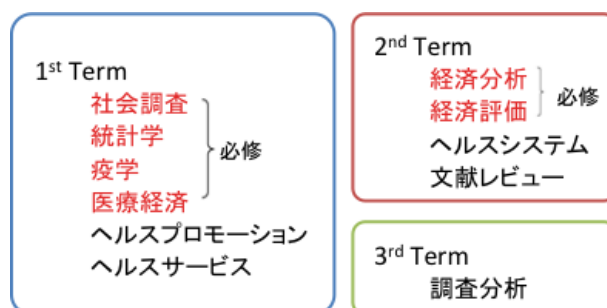 1st Term
社会調査
統計学
疫学
医療経済
必修
ヘルスプロモーション
ヘルスサービス
2nd Term
経済分析
経済評価
必修
ヘルスシステム
文献レビュー
3rd Term
調査分析